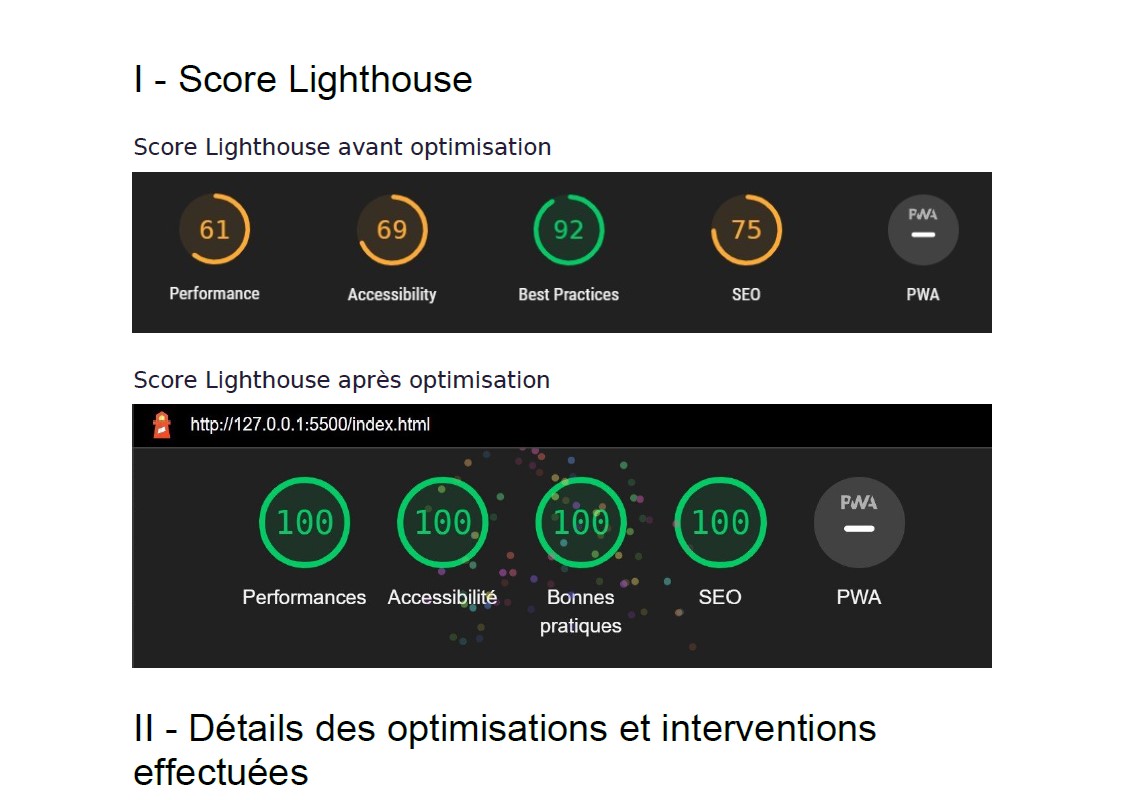 I - Score Lighthouse
Score Lighthouse avant optimisation
61 69 92 75 PWA
Performance Accessibility Best Practices SEO PWA
Score Lighthouse après optimisation
http://127.0.0.1:5500/index.html
100 100 100 100 PWA
Performances Accessibilité Bonnes pratiques SEO PWA
II - Détails des optimisations et interventions
effectuées